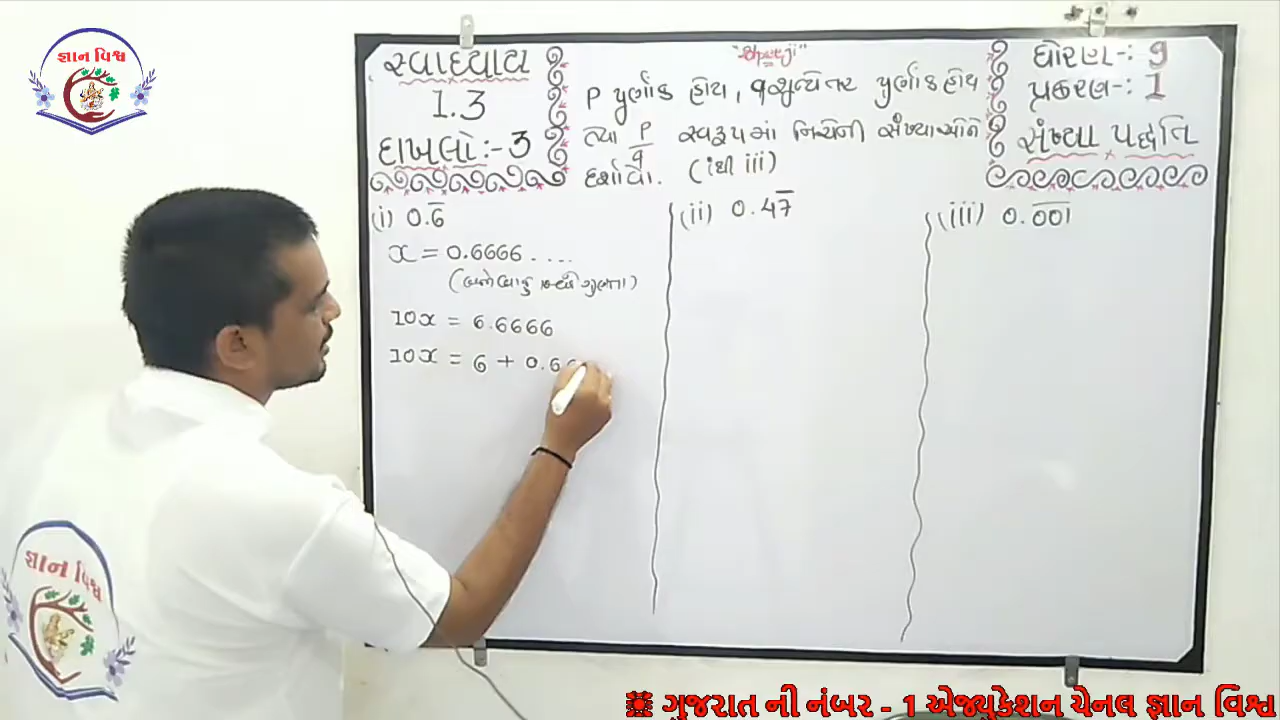 જ્ઞાન વિશ્વ
સ્વાધ્યાય
1.3
દાખલો:-3
P પુર્ણાંક હોય, q શૂન્યેતર પુર્ણાંક હોય
ત્યા P/q સ્વરૂપમાં નિચેની સંખ્યાઓને
દર્શાવો. (i થી iii)
ધોરણ-: 9
પ્રકરણ-: 1
સંખ્યા પદ્ધતિ
(i) 0.6̅
x = 0.6666 ....
10x = 6.6666
10x = 6 + 0.66
(ii) 0.47̅
(iii) 0.0̅0̅1̅
જ્ઞાન વિશ્વ
ગુજરાત ની નંબર - 1 એજ્યુકેશન ચેનલ જ્ઞાન વિશ્વ